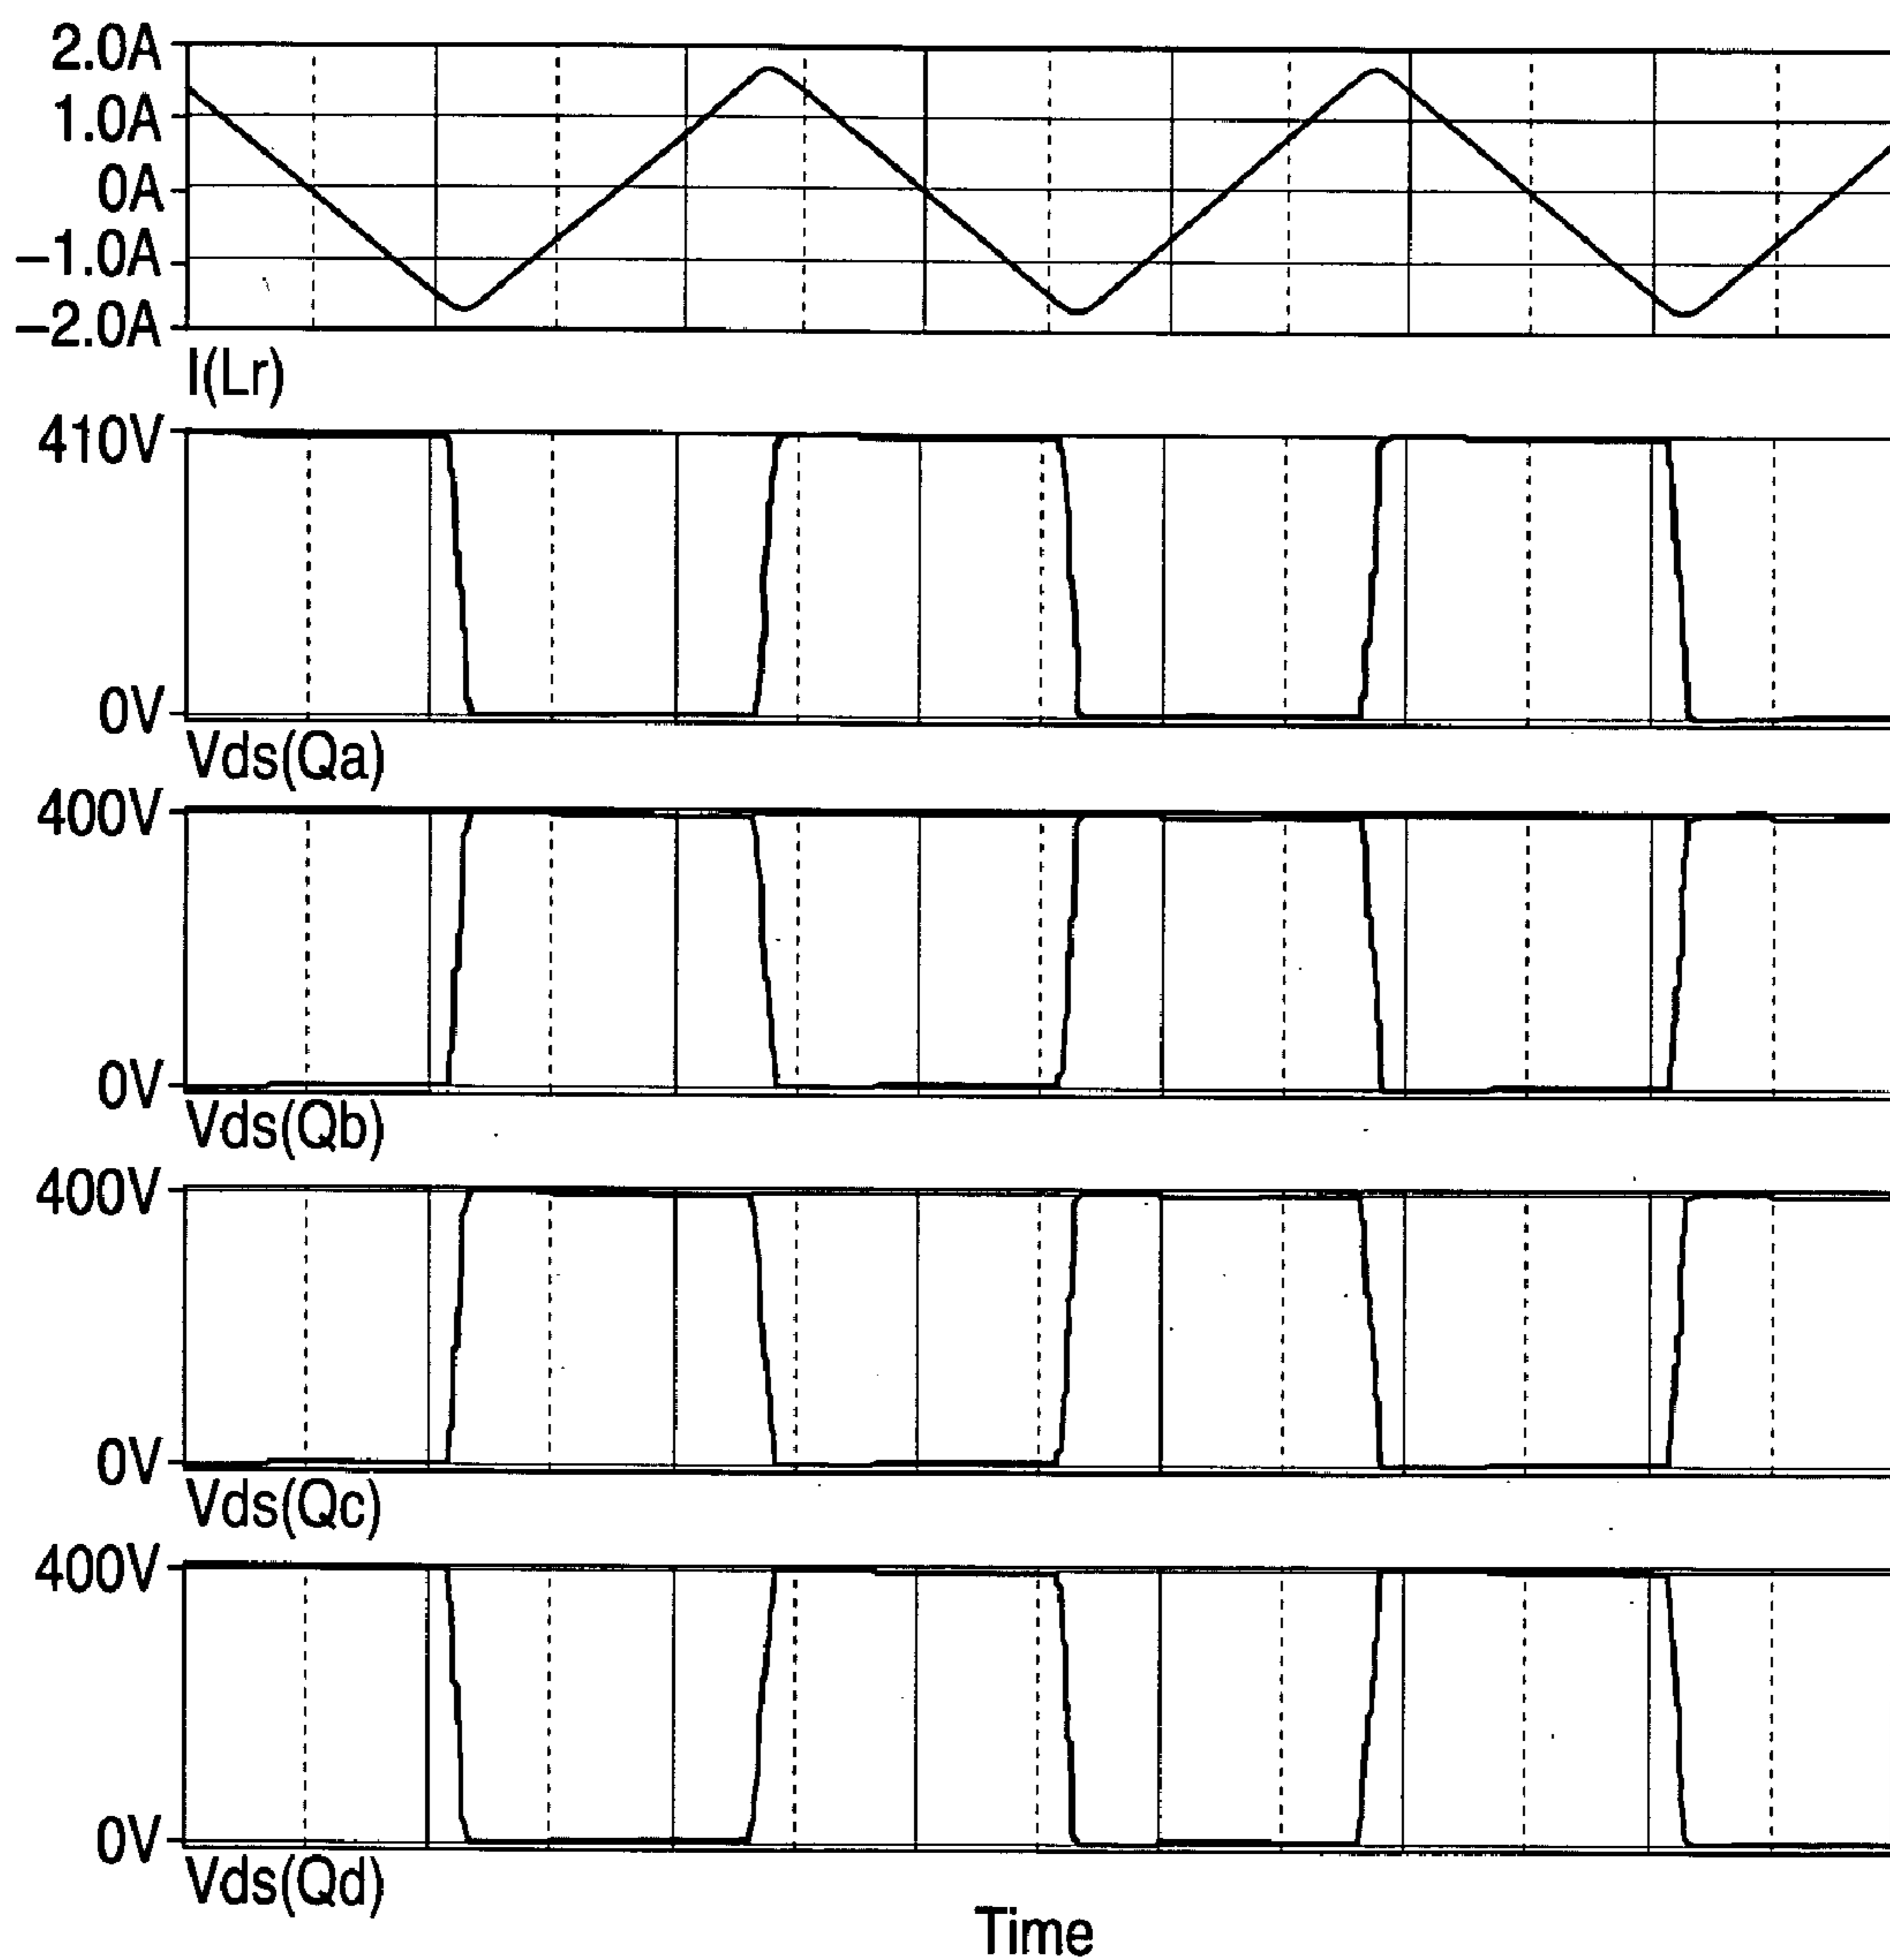 2.0A
1.0A
0A
−1.0A
−2.0A
I(Lr)
410V
0V
Vds(Qa)
400V
0V
Vds(Qb)
400V
0V
Vds(Qc)
400V
0V
Vds(Qd)
Time